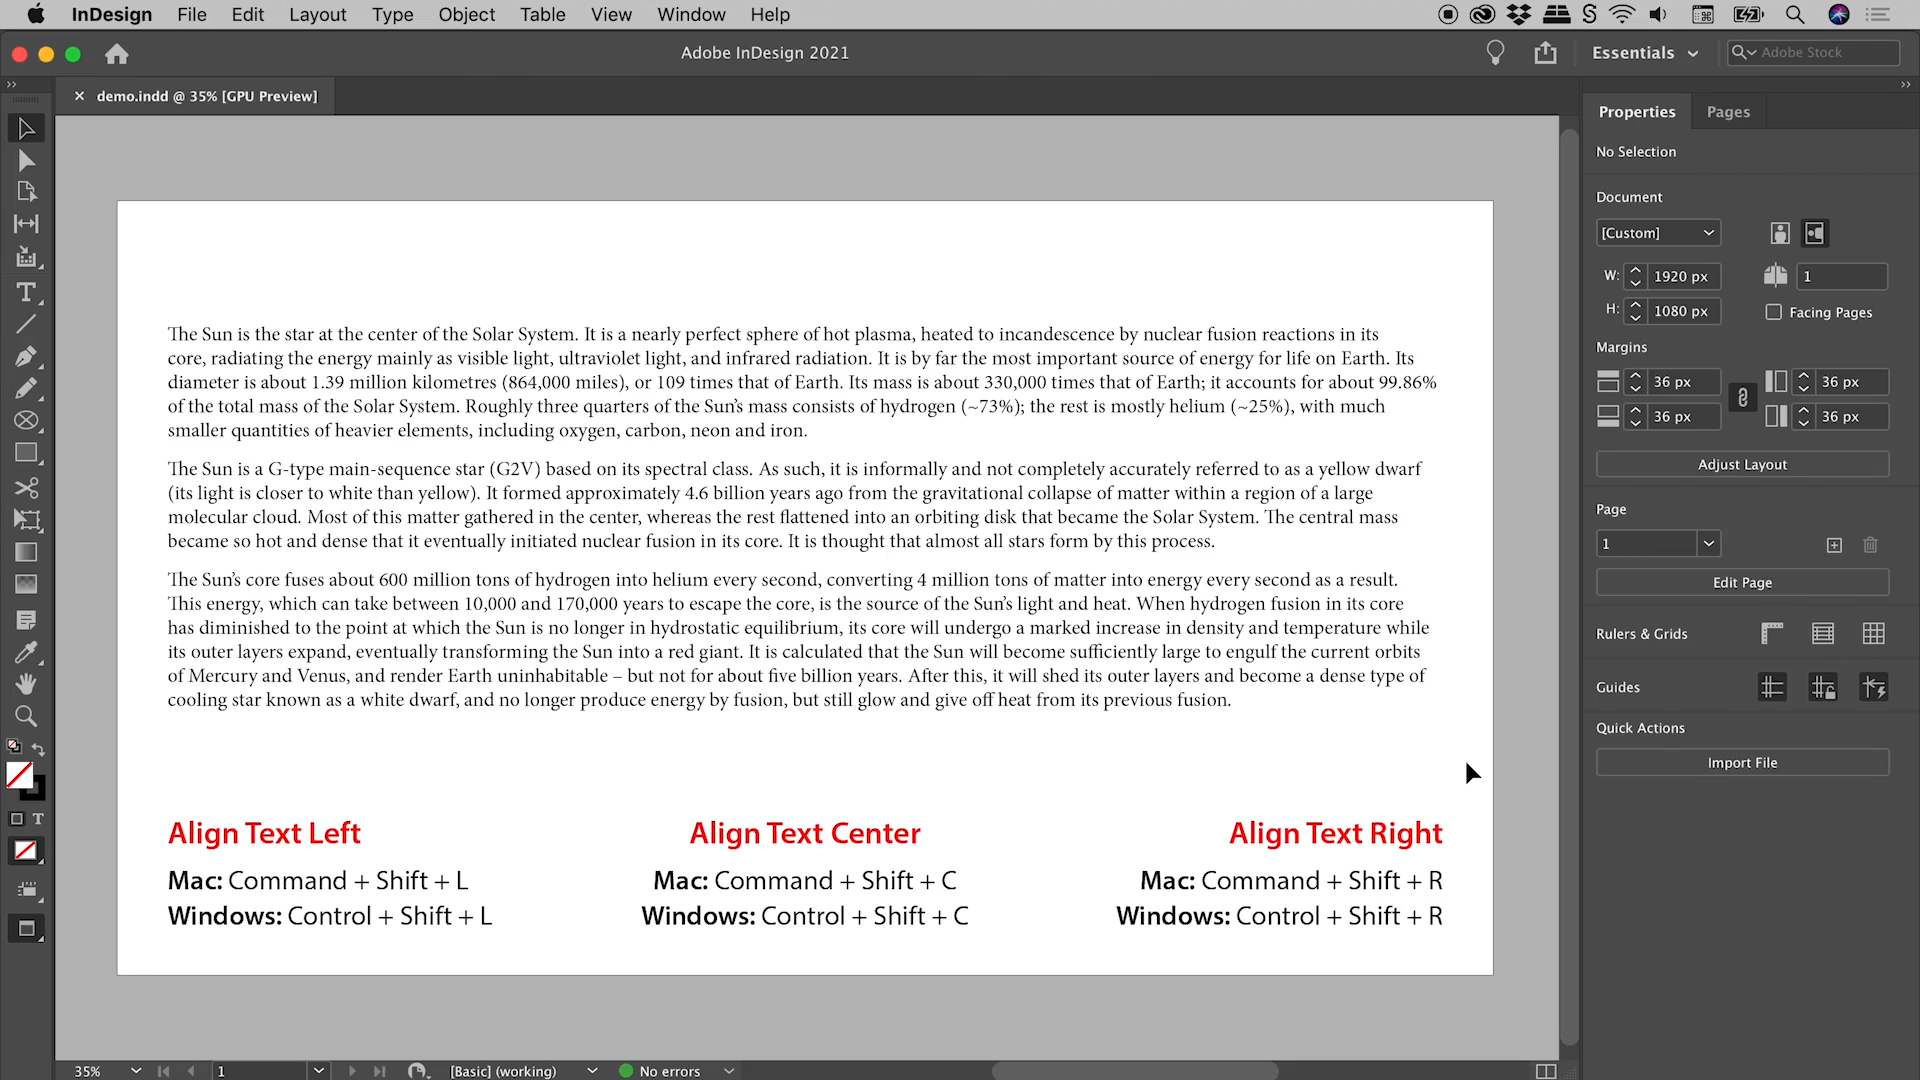 InDesign File Edit Layout Type Object Table View Window Help
Adobe InDesign 2021
Essentials
Adobe Stock
demo.indd @ 35% [GPU Preview]
Properties Pages
No Selection
Document
[Custom]
W: 1920 px 1
H: 1080 px Facing Pages
Margins
36 px 36 px
36 px 36 px
Adjust Layout
Page
1
Edit Page
Rulers & Grids
Guides
Quick Actions
Import File
The Sun is the star at the center of the Solar System. It is a nearly perfect sphere of hot plasma, heated to incandescence by nuclear fusion reactions in its
core, radiating the energy mainly as visible light, ultraviolet light, and infrared radiation. It is by far the most important source of energy for life on Earth. Its
diameter is about 1.39 million kilometres (864,000 miles), or 109 times that of Earth. Its mass is about 330,000 times that of Earth; it accounts for about 99.86%
of the total mass of the Solar System. Roughly three quarters of the Sun’s mass consists of hydrogen (~73%); the rest is mostly helium (~25%), with much
smaller quantities of heavier elements, including oxygen, carbon, neon and iron.
The Sun is a G-type main-sequence star (G2V) based on its spectral class. As such, it is informally and not completely accurately referred to as a yellow dwarf
(its light is closer to white than yellow). It formed approximately 4.6 billion years ago from the gravitational collapse of matter within a region of a large
molecular cloud. Most of this matter gathered in the center, whereas the rest flattened into an orbiting disk that became the Solar System. The central mass
became so hot and dense that it eventually initiated nuclear fusion in its core. It is thought that almost all stars form by this process.
The Sun’s core fuses about 600 million tons of hydrogen into helium every second, converting 4 million tons of matter into energy every second as a result.
This energy, which can take between 10,000 and 170,000 years to escape the core, is the source of the Sun’s light and heat. When hydrogen fusion in its core
has diminished to the point at which the Sun is no longer in hydrostatic equilibrium, its core will undergo a marked increase in density and temperature while
its outer layers expand, eventually transforming the Sun into a red giant. It is calculated that the Sun will become sufficiently large to engulf the current orbits
of Mercury and Venus, and render Earth uninhabitable – but not for about five billion years. After this, it will shed its outer layers and become a dense type of
cooling star known as a white dwarf, and no longer produce energy by fusion, but still glow and give off heat from its previous fusion.
Align Text Left
Mac: Command + Shift + L
Windows: Control + Shift + L
Align Text Center
Mac: Command + Shift + C
Windows: Control + Shift + C
Align Text Right
Mac: Command + Shift + R
Windows: Control + Shift + R
35% 1 [Basic] (working) No errors